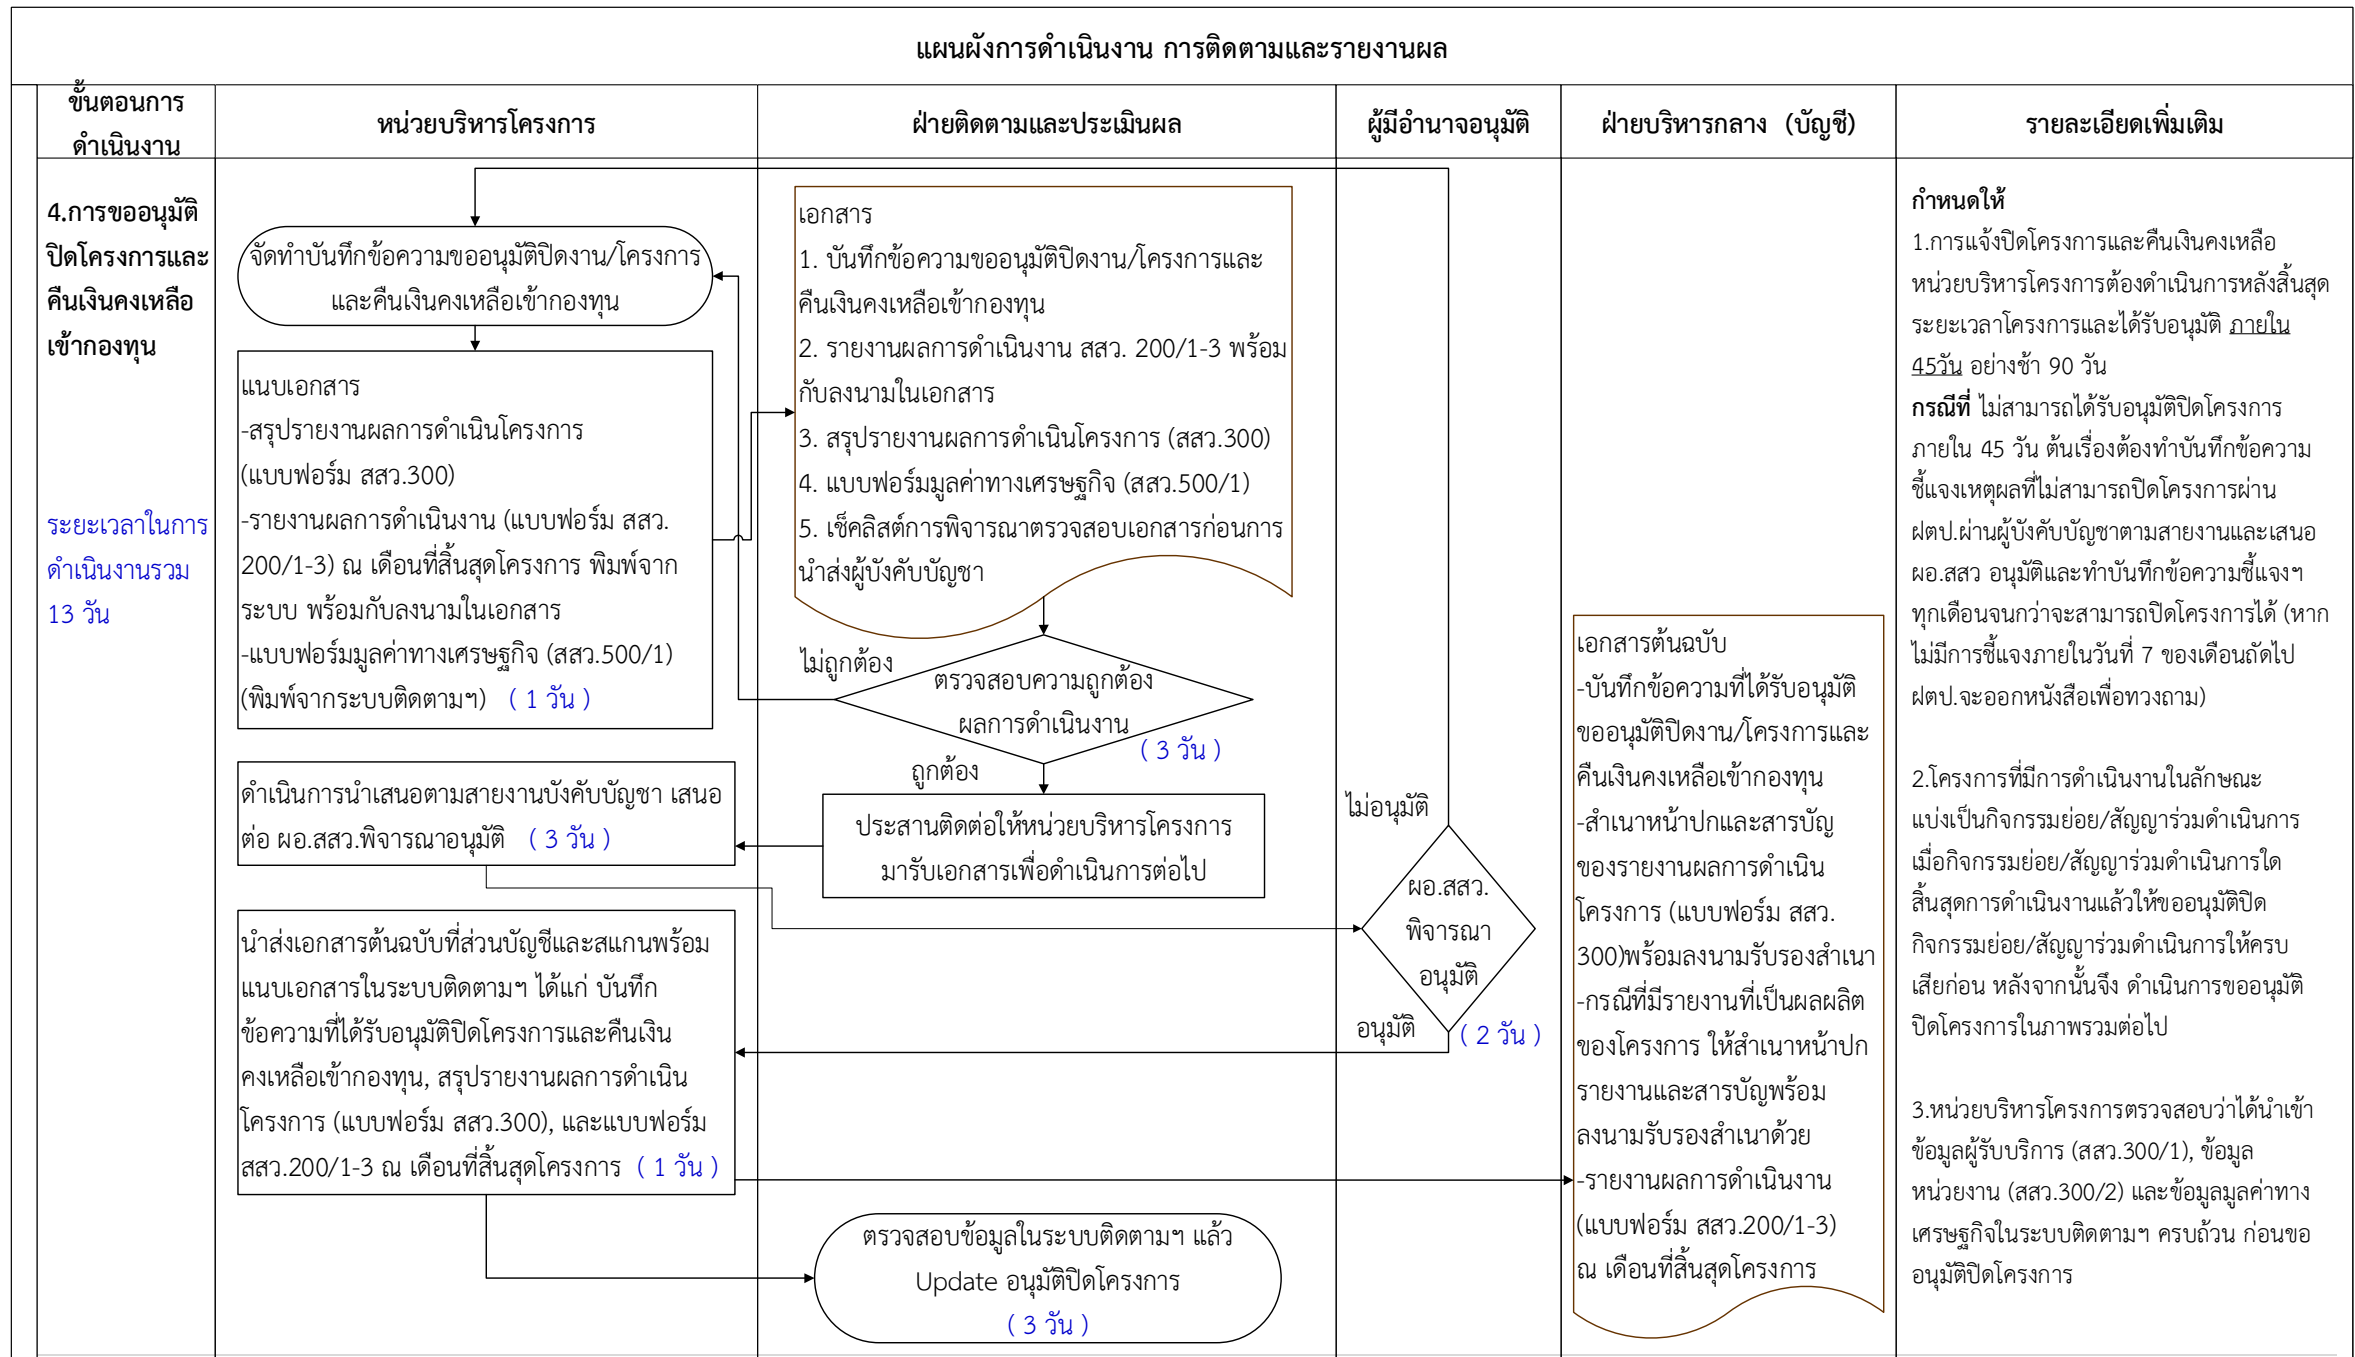 แผนผังการดำเนินงาน การติดตามและรายงานผล
ขั้นตอนการ
ดำเนินงาน
หน่วยบริหารโครงการ
ฝ่ายติดตามและประเมินผล
ผู้มีอำนาจอนุมัติ
ฝ่ายบริหารกลาง (บัญชี)
รายละเอียดเพิ่มเติม
4.การขออนุมัติ
ปิดโครงการและ
คืนเงินคงเหลือ
เข้ากองทุน
ระยะเวลาในการ
ดำเนินงานรวม
13 วัน
จัดทำบันทึกข้อความขออนุมัติปิดงาน/โครงการ
และคืนเงินคงเหลือเข้ากองทุน
แนบเอกสาร
-สรุปรายงานผลการดำเนินโครงการ
(แบบฟอร์ม สสว.300)
-รายงานผลการดำเนินงาน (แบบฟอร์ม สสว.
200/1-3) ณ เดือนที่สิ้นสุดโครงการ พิมพ์จาก
ระบบ พร้อมกับลงนามในเอกสาร
-แบบฟอร์มมูลค่าทางเศรษฐกิจ (สสว.500/1)
(พิมพ์จากระบบติดตามฯ) ( 1 วัน )
ดำเนินการนำเสนอตามสายงานบังคับบัญชา เสนอ
ต่อ ผอ.สสว.พิจารณาอนุมัติ ( 3 วัน )
นำส่งเอกสารต้นฉบับที่ส่วนบัญชีและสแกนพร้อม
แนบเอกสารในระบบติดตามฯ ได้แก่ บันทึก
ข้อความที่ได้รับอนุมัติปิดโครงการและคืนเงิน
คงเหลือเข้ากองทุน, สรุปรายงานผลการดำเนิน
โครงการ (แบบฟอร์ม สสว.300), และแบบฟอร์ม
สสว.200/1-3 ณ เดือนที่สิ้นสุดโครงการ ( 1 วัน )
เอกสาร
1. บันทึกข้อความขออนุมัติปิดงาน/โครงการและ
คืนเงินคงเหลือเข้ากองทุน
2. รายงานผลการดำเนินงาน สสว. 200/1-3 พร้อม
กับลงนามในเอกสาร
3. สรุปรายงานผลการดำเนินโครงการ (สสว.300)
4. แบบฟอร์มมูลค่าทางเศรษฐกิจ (สสว.500/1)
5. เช็คลิสต์การพิจารณาตรวจสอบเอกสารก่อนการ
นำส่งผู้บังคับบัญชา
ไม่ถูกต้อง
ตรวจสอบความถูกต้อง
ผลการดำเนินงาน
( 3 วัน )
ถูกต้อง
ประสานติดต่อให้หน่วยบริหารโครงการ
มารับเอกสารเพื่อดำเนินการต่อไป
ตรวจสอบข้อมูลในระบบติดตามฯ แล้ว
Update อนุมัติปิดโครงการ
( 3 วัน )
ไม่อนุมัติ
ผอ.สสว.
พิจารณา
อนุมัติ
อนุมัติ
( 2 วัน )
เอกสารต้นฉบับ
-บันทึกข้อความที่ได้รับอนุมัติ
ขออนุมัติปิดงาน/โครงการและ
คืนเงินคงเหลือเข้ากองทุน
-สำเนาหน้าปกและสารบัญ
ของรายงานผลการดำเนิน
โครงการ (แบบฟอร์ม สสว.
300)พร้อมลงนามรับรองสำเนา
-กรณีที่มีรายงานที่เป็นผลผลิต
ของโครงการ ให้สำเนาหน้าปก
รายงานและสารบัญพร้อม
ลงนามรับรองสำเนาด้วย
-รายงานผลการดำเนินงาน
(แบบฟอร์ม สสว.200/1-3)
ณ เดือนที่สิ้นสุดโครงการ
กำหนดให้
1.การแจ้งปิดโครงการและคืนเงินคงเหลือ
หน่วยบริหารโครงการต้องดำเนินการหลังสิ้นสุด
ระยะเวลาโครงการและได้รับอนุมัติ ภายใน
45วัน อย่างช้า 90 วัน
กรณีที่ ไม่สามารถได้รับอนุมัติปิดโครงการ
ภายใน 45 วัน ต้นเรื่องต้องทำบันทึกข้อความ
ชี้แจงเหตุผลที่ไม่สามารถปิดโครงการผ่าน
ฝตป.ผ่านผู้บังคับบัญชาตามสายงานและเสนอ
ผอ.สสว อนุมัติและทำบันทึกข้อความชี้แจงฯ
ทุกเดือนจนกว่าจะสามารถปิดโครงการได้ (หาก
ไม่มีการชี้แจงภายในวันที่ 7 ของเดือนถัดไป
ฝตป.จะออกหนังสือเพื่อทวงถาม)
2.โครงการที่มีการดำเนินงานในลักษณะ
แบ่งเป็นกิจกรรมย่อย/สัญญาร่วมดำเนินการ
เมื่อกิจกรรมย่อย/สัญญาร่วมดำเนินการใด
สิ้นสุดการดำเนินงานแล้วให้ขออนุมัติปิด
กิจกรรมย่อย/สัญญาร่วมดำเนินการให้ครบ
เสียก่อน หลังจากนั้นจึง ดำเนินการขออนุมัติ
ปิดโครงการในภาพรวมต่อไป
3.หน่วยบริหารโครงการตรวจสอบว่าได้นำเข้า
ข้อมูลผู้รับบริการ (สสว.300/1), ข้อมูล
หน่วยงาน (สสว.300/2) และข้อมูลมูลค่าทาง
เศรษฐกิจในระบบติดตามฯ ครบถ้วน ก่อนขอ
อนุมัติปิดโครงการ